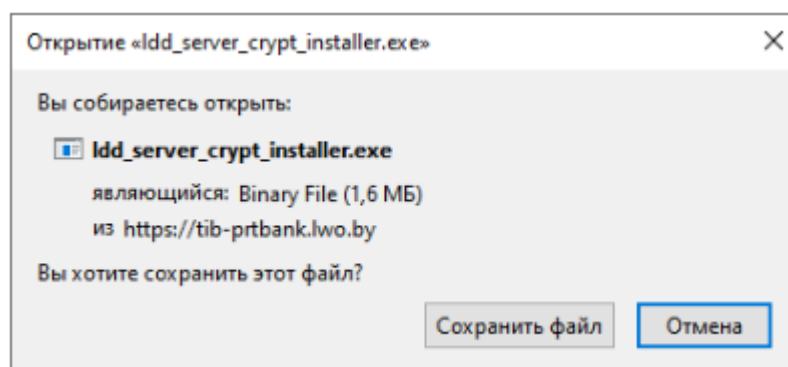 Открытие «ldd_server_crypt_installer.exe»
Вы собираетесь открыть:
ldd_server_crypt_installer.exe
являющийся: Binary File (1,6 МБ)
из https://tib-prtbank.lwo.by
Вы хотите сохранить этот файл?
Сохранить файл Отмена